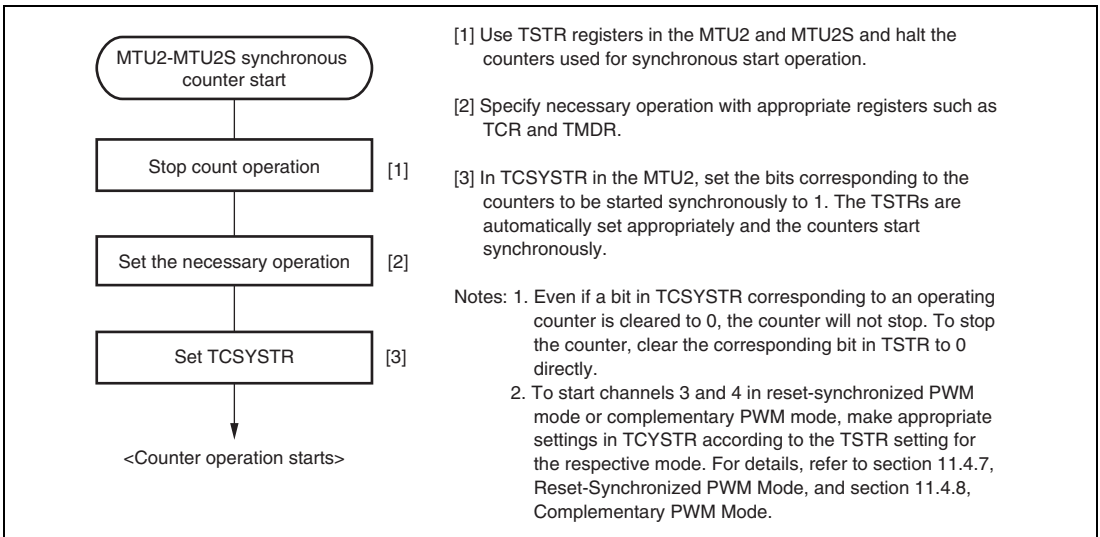 MTU2-MTU2S synchronous
counter start
Stop count operation
[1]
Set the necessary operation
[2]
Set TCSYSTR
[3]
<Counter operation starts>
[1] Use TSTR registers in the MTU2 and MTU2S and halt the
counters used for synchronous start operation.
[2] Specify necessary operation with appropriate registers such as
TCR and TMDR.
[3] In TCSYSTR in the MTU2, set the bits corresponding to the
counters to be started synchronously to 1. The TSTRs are
automatically set appropriately and the counters start
synchronously.
Notes: 1. Even if a bit in TCSYSTR corresponding to an operating
counter is cleared to 0, the counter will not stop. To stop
the counter, clear the corresponding bit in TSTR to 0
directly.
2. To start channels 3 and 4 in reset-synchronized PWM
mode or complementary PWM mode, make appropriate
settings in TCYSTR according to the TSTR setting for
the respective mode. For details, refer to section 11.4.7,
Reset-Synchronized PWM Mode, and section 11.4.8,
Complementary PWM Mode.